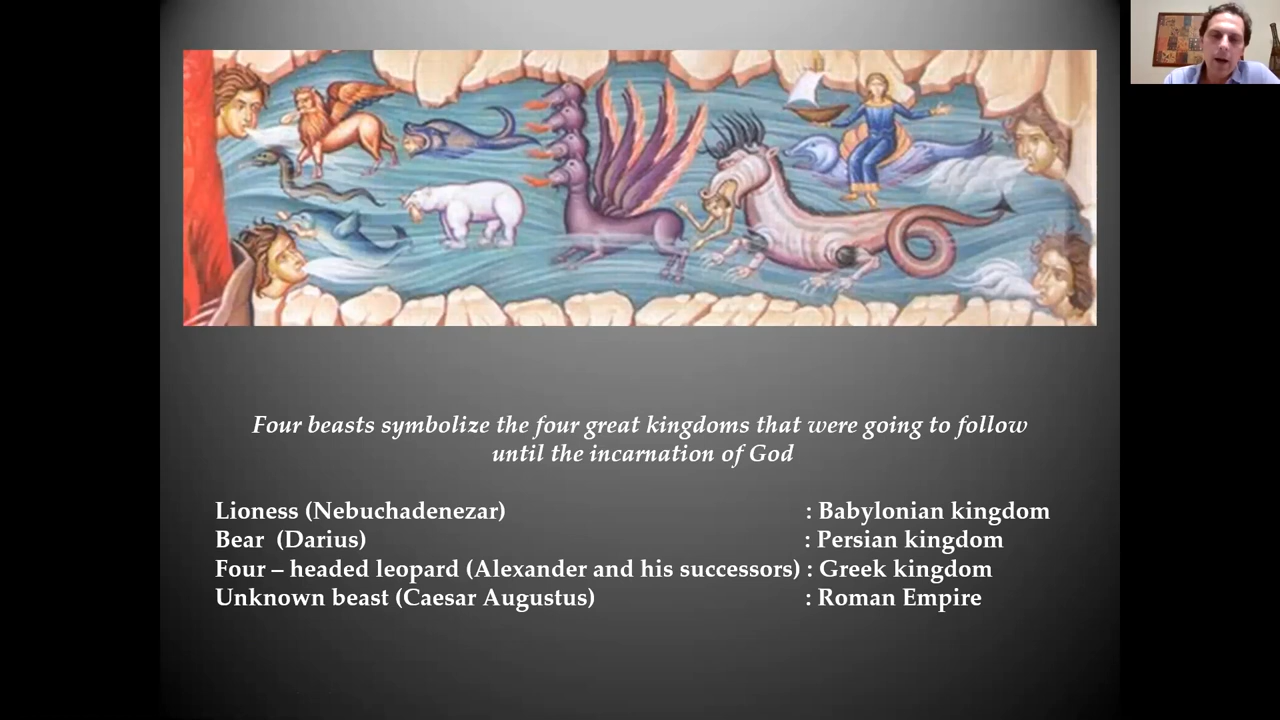 Four beasts symbolize the four great kingdoms that were going to follow
until the incarnation of God
Lioness (Nebuchadenezar) : Babylonian kingdom
Bear (Darius) : Persian kingdom
Four – headed leopard (Alexander and his successors) : Greek kingdom
Unknown beast (Caesar Augustus) : Roman Empire